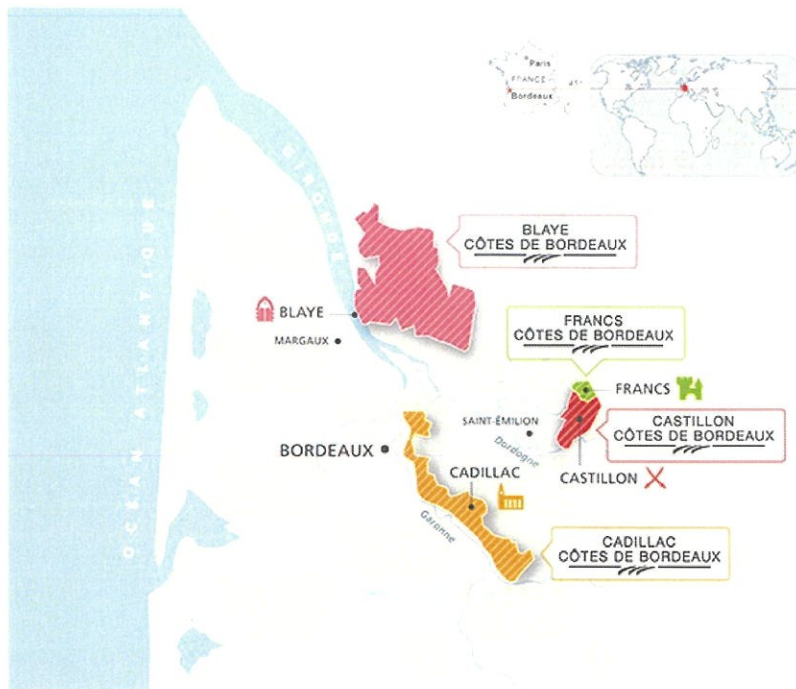 Paris
FRANCE
45°
Bordeaux
GIRONDE
OCÉAN ATLANTIQUE
BLAYE
CÔTES DE BORDEAUX
BLAYE
MARGAUX
FRANCS
CÔTES DE BORDEAUX
FRANCS
SAINT-ÉMILION
CASTILLON
CÔTES DE BORDEAUX
BORDEAUX
Dordogne
CADILLAC
CASTILLON
Garonne
CADILLAC
CÔTES DE BORDEAUX